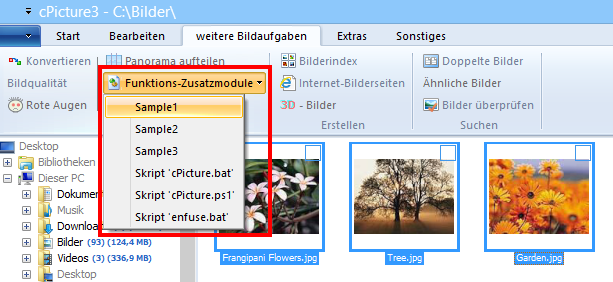 cPicture3 - C:\Bilder\
Start Bearbeiten weitere Bildaufgaben Extras Sonstiges
Konvertieren Panorama aufteilen Bilderindex Doppelte Bilder
Bildqualität Funktions-Zusatzmodule Internet-Bilderseiten Ähnliche Bilder
Rote Augen 3D - Bilder Bilder überprüfen
Erstellen Suchen
Sample1
Sample2
Sample3
Skript 'cPicture.bat'
Skript 'cPicture.ps1'
Skript 'enfuse.bat'
Desktop
Bibliotheken
Dieser PC
Dokument
Musik
Downloa
Bilder (93) (124,4 MB)
Videos (3) (336,9 MB)
Desktop
Frangipani Flowers.jpg Tree.jpg Garden.jpg